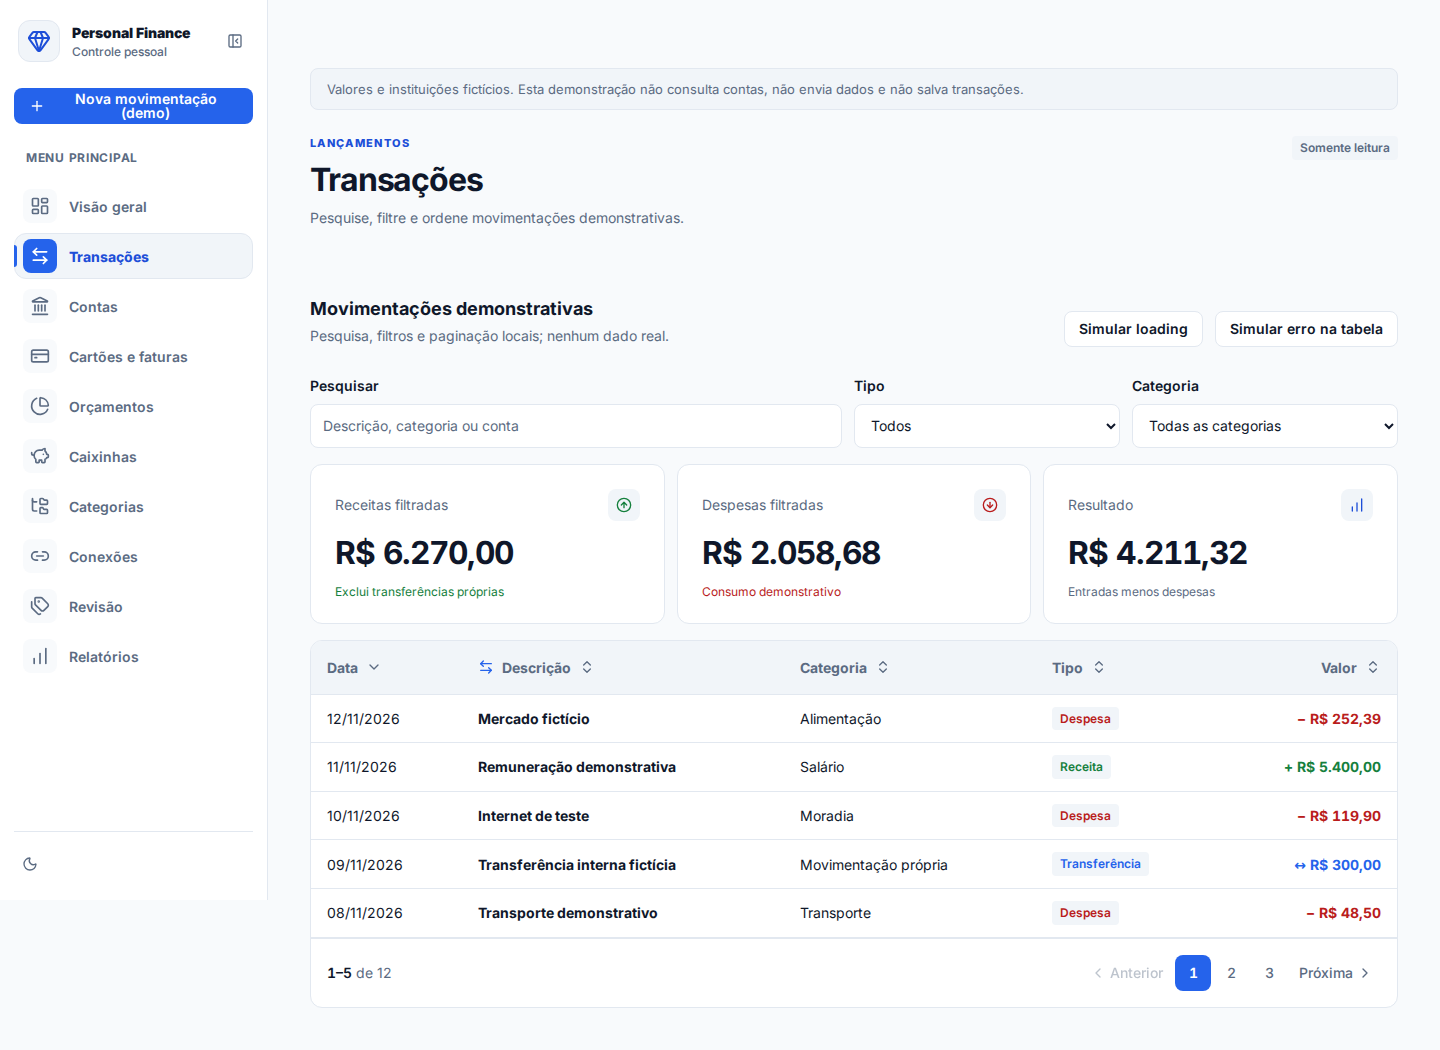 Personal Finance
Controle pessoal
Nova movimentação
(demo)
MENU PRINCIPAL
Visão geral
Transações
Contas
Cartões e faturas
Orçamentos
Caixinhas
Categorias
Conexões
Revisão
Relatórios
Valores e instituições fictícios. Esta demonstração não consulta contas, não envia dados e não salva transações.
LANÇAMENTOS
Somente leitura
Transações
Pesquise, filtre e ordene movimentações demonstrativas.
Movimentações demonstrativas
Pesquisa, filtros e paginação locais; nenhum dado real.
Simular loading
Simular erro na tabela
Pesquisar
Tipo
Categoria
Descrição, categoria ou conta
Todos
Todas as categorias
Receitas filtradas
R$ 6.270,00
Exclui transferências próprias
Despesas filtradas
R$ 2.058,68
Consumo demonstrativo
Resultado
R$ 4.211,32
Entradas menos despesas
Data Descrição Categoria Tipo Valor
12/11/2026 Mercado fictício Alimentação Despesa − R$ 252,39
11/11/2026 Remuneração demonstrativa Salário Receita + R$ 5.400,00
10/11/2026 Internet de teste Moradia Despesa − R$ 119,90
09/11/2026 Transferência interna fictícia Movimentação própria Transferência ↔ R$ 300,00
08/11/2026 Transporte demonstrativo Transporte Despesa − R$ 48,50
1–5 de 12
Anterior 1 2 3 Próxima